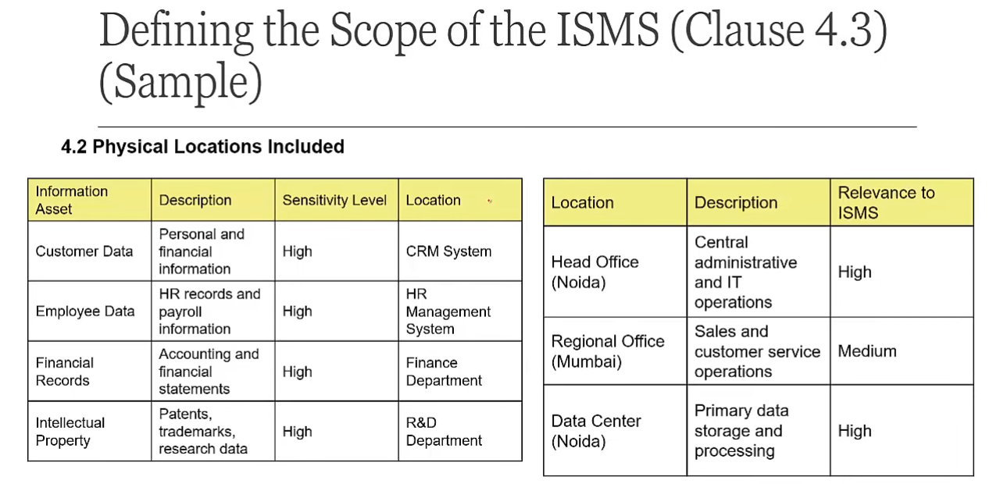 Defining the Scope of the ISMS (Clause 4.3)
(Sample)
4.2 Physical Locations Included
Information
Asset
Description
Sensitivity Level
Location
Customer Data
Personal and
financial
information
High
CRM System
Employee Data
HR records and
payroll
information
High
HR
Management
System
Financial
Records
Accounting and
financial
statements
High
Finance
Department
Intellectual
Property
Patents,
trademarks,
research data
High
R&D
Department
Location
Description
Relevance to
ISMS
Head Office
(Noida)
Central
administrative
and IT
operations
High
Regional Office
(Mumbai)
Sales and
customer service
operations
Medium
Data Center
(Noida)
Primary data
storage and
processing
High